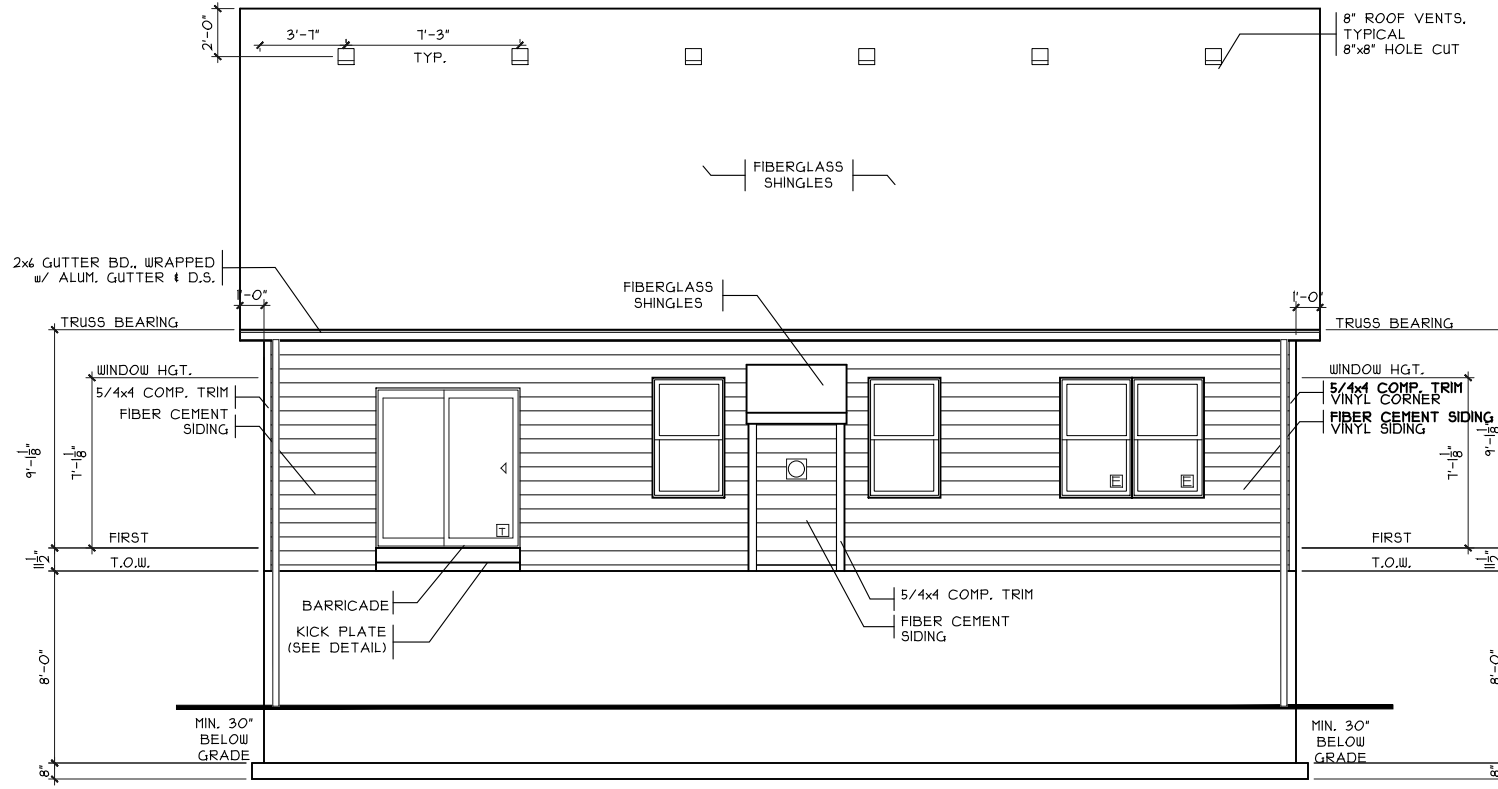 2'-0"
3'-7"
7'-3"
TYP.
8" ROOF VENTS.
TYPICAL
8"x8" HOLE CUT
FIBERGLASS
SHINGLES
2x6 GUTTER BD., WRAPPED
w/ ALUM. GUTTER & D.S.
1'-0"
FIBERGLASS
SHINGLES
1'-0"
TRUSS BEARING
TRUSS BEARING
WINDOW HGT.
5/4x4 COMP. TRIM
FIBER CEMENT
SIDING
WINDOW HGT.
5/4x4 COMP. TRIM
VINYL CORNER
FIBER CEMENT SIDING
VINYL SIDING
9'-1 1/8"
7'-1 1/8"
7'-1 1/8"
9'-1 1/8"
E
E
T
FIRST
T.O.W.
11 1/2"
FIRST
T.O.W.
11 1/2"
BARRICADE
KICK PLATE
(SEE DETAIL)
5/4x4 COMP. TRIM
FIBER CEMENT
SIDING
8'-0"
8'-0"
MIN. 30"
BELOW
GRADE
MIN. 30"
BELOW
GRADE
8"
8"